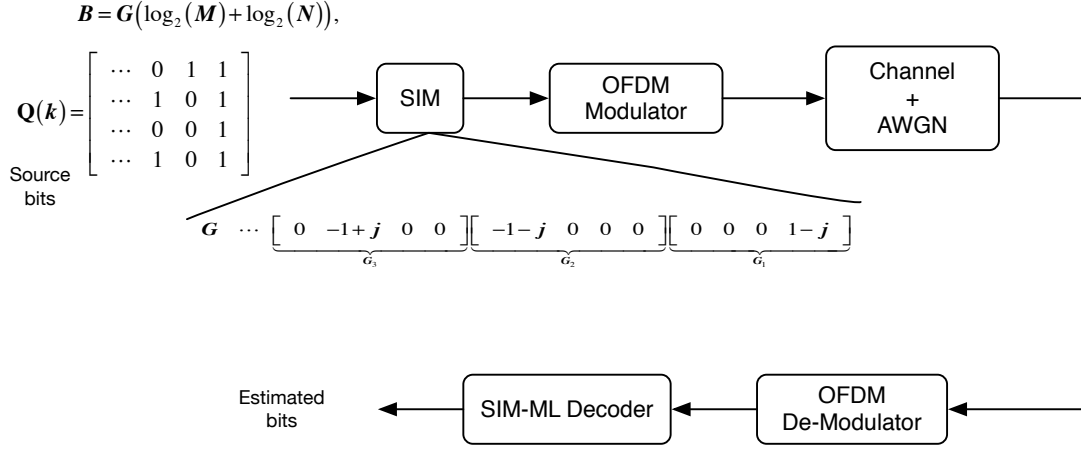 B = G(log₂(M) + log₂(N)),
Q(k) = [ ⋯ 0 1 1
⋯ 1 0 1
⋯ 0 0 1
⋯ 1 0 1 ]
Source
bits
SIM
OFDM
Modulator
Channel
+
AWGN
G ⋯ [ 0 −1+j 0 0 ] [ −1−j 0 0 0 ] [ 0 0 0 1−j ]
G₃ G₂ G₁
Estimated
bits
SIM-ML Decoder
OFDM
De-Modulator